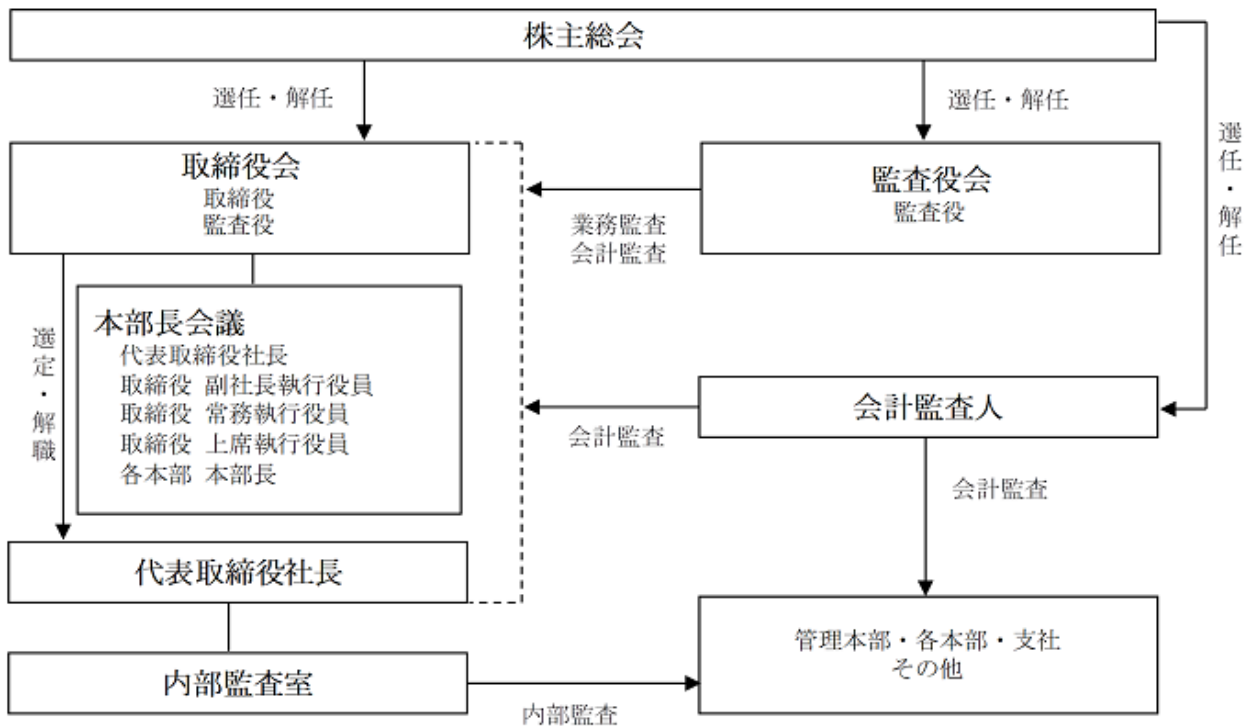 株主総会
選任・解任
選任・解任
選任・解任
取締役会
取締役
監査役
監査役会
監査役
業務監査
会計監査
選定・解職
本部長会議
代表取締役社長
取締役 副社長執行役員
取締役 常務執行役員
取締役 上席執行役員
各本部 本部長
会計監査人
会計監査
会計監査
代表取締役社長
管理本部・各本部・支社
その他
内部監査室
内部監査